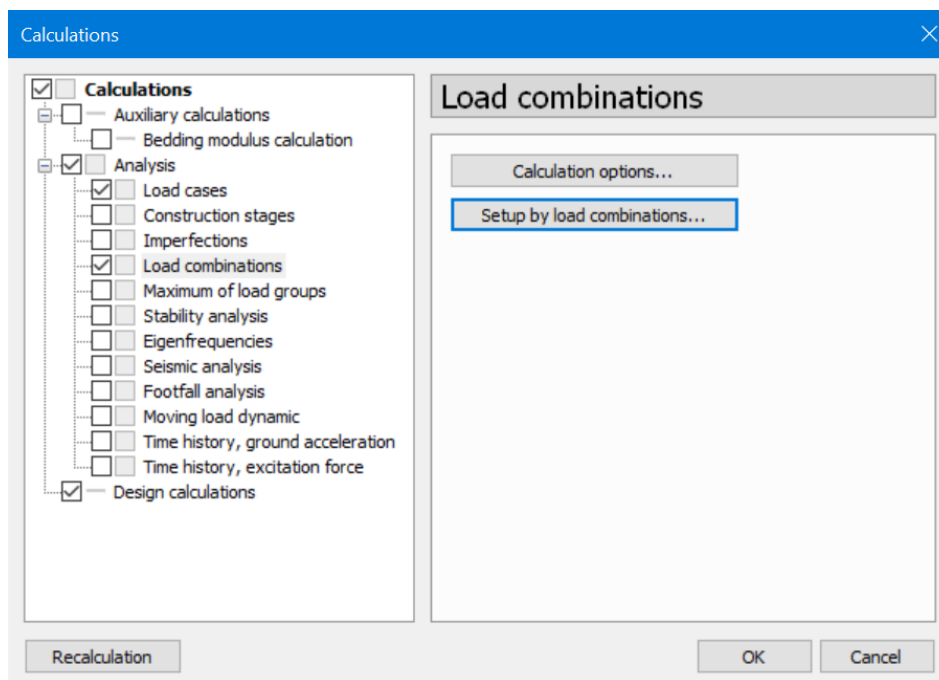 Calculations
Calculations
Auxiliary calculations
Bedding modulus calculation
Analysis
Load cases
Construction stages
Imperfections
Load combinations
Maximum of load groups
Stability analysis
Eigenfrequencies
Seismic analysis
Footfall analysis
Moving load dynamic
Time history, ground acceleration
Time history, excitation force
Design calculations
Load combinations
Calculation options...
Setup by load combinations...
Recalculation
OK
Cancel